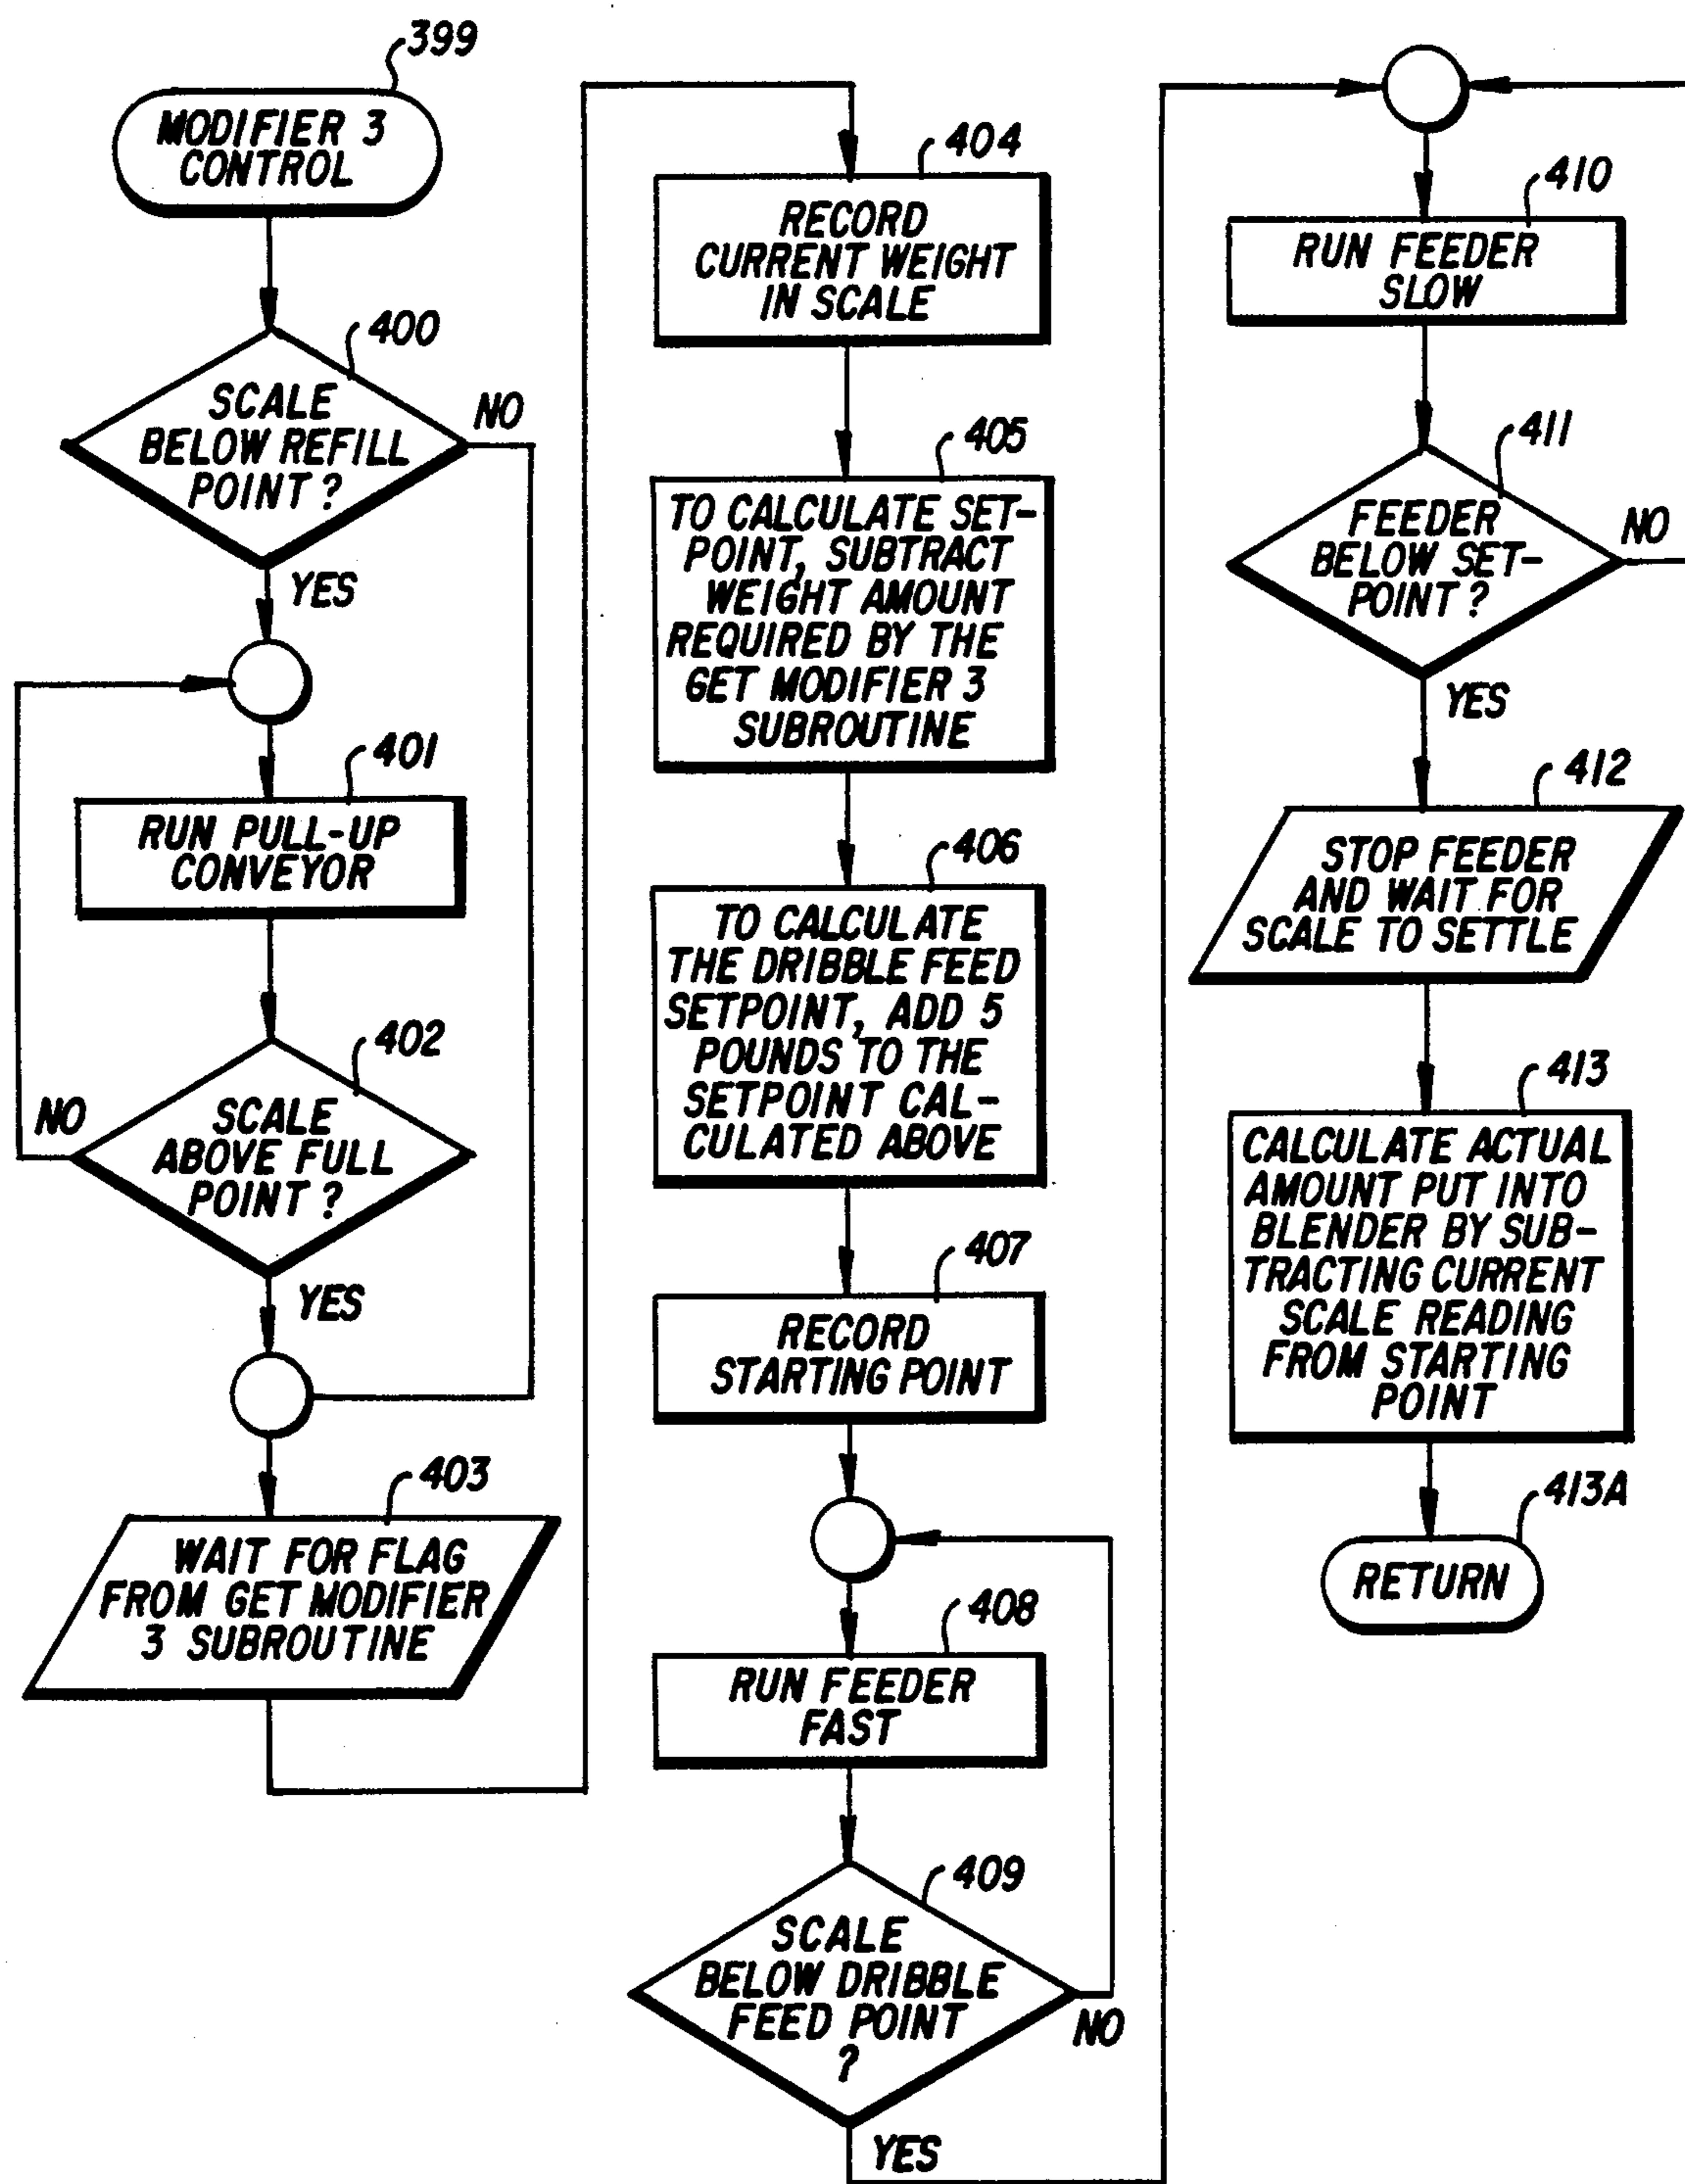 399
MODIFIER 3
CONTROL
400
SCALE
BELOW REFILL
POINT ?
NO
YES
401
RUN PULL-UP
CONVEYOR
402
SCALE
ABOVE FULL
POINT ?
NO
YES
403
WAIT FOR FLAG
FROM GET MODIFIER
3 SUBROUTINE
404
RECORD
CURRENT WEIGHT
IN SCALE
405
TO CALCULATE SET-
POINT, SUBTRACT
WEIGHT AMOUNT
REQUIRED BY THE
GET MODIFIER 3
SUBROUTINE
406
TO CALCULATE
THE DRIBBLE FEED
SETPOINT, ADD 5
POUNDS TO THE
SETPOINT CAL-
CULATED ABOVE
407
RECORD
STARTING POINT
408
RUN FEEDER
FAST
409
SCALE
BELOW DRIBBLE
FEED POINT
?
NO
YES
410
RUN FEEDER
SLOW
411
FEEDER
BELOW SET-
POINT ?
NO
YES
412
STOP FEEDER
AND WAIT FOR
SCALE TO SETTLE
413
CALCULATE ACTUAL
AMOUNT PUT INTO
BLENDER BY SUB-
TRACTING CURRENT
SCALE READING
FROM STARTING
POINT
413A
RETURN